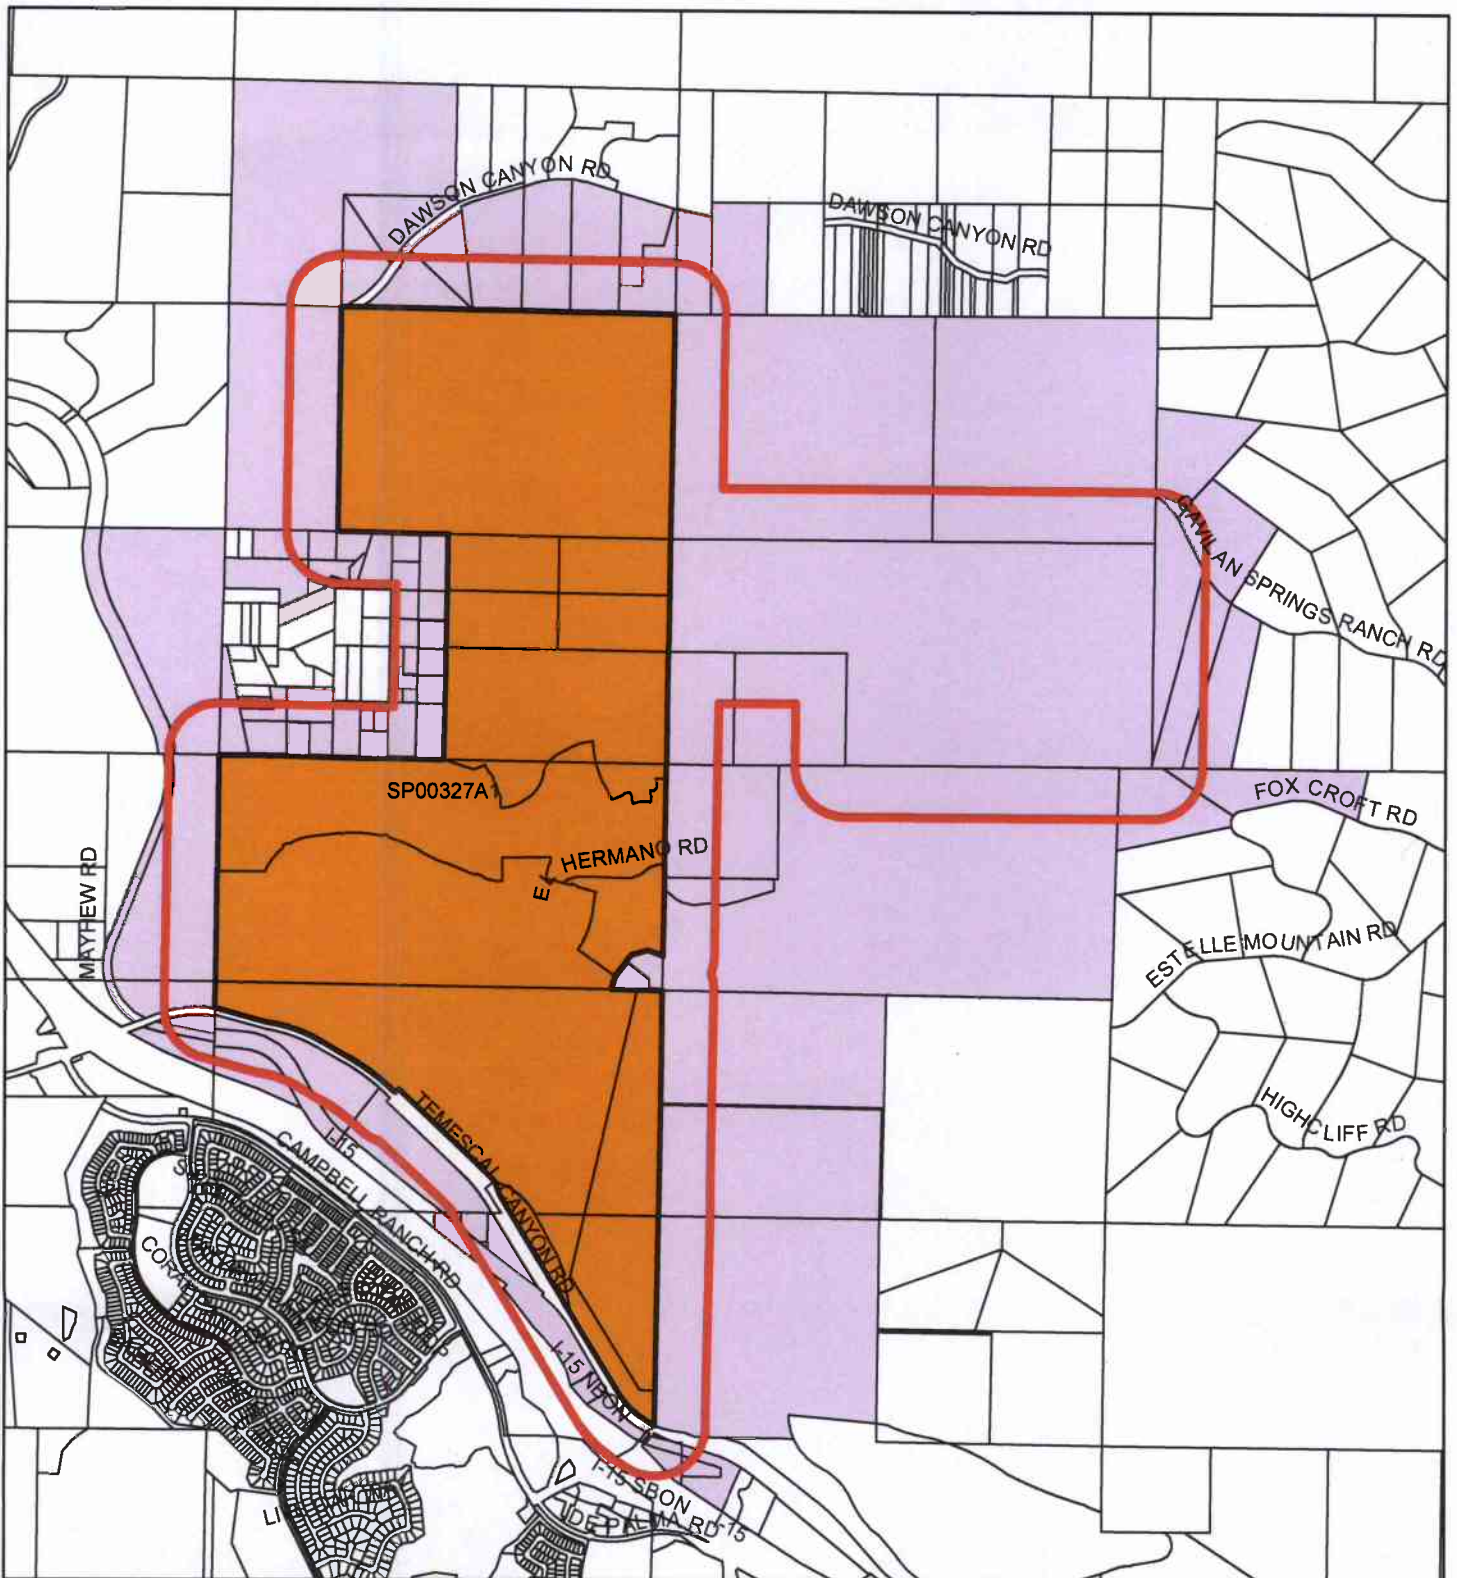 DAWSON CANYON RD
DAWSON CANYON RD
GAVILAN SPRINGS RANCH RD
SP00327A1
FOX CROFT RD
HERMANO RD
E
MAYHEW RD
ESTELLE MOUNTAIN RD
HIGHCLIFF RD
TEMESCAL CANYON RD
I-15
CAMPBELL RANCH RD
I-15 NBON
I-15 SBON
DE PALMA RD
I-15